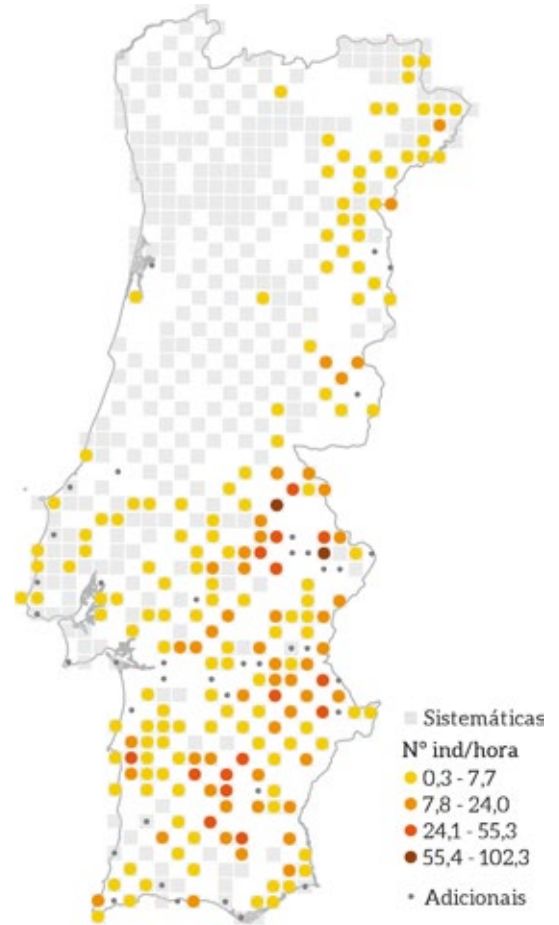 Sistemáticas
N° ind/hora
0,3 - 7,7
7,8 - 24,0
24,1 - 55,3
55,4 - 102,3
Adicionais